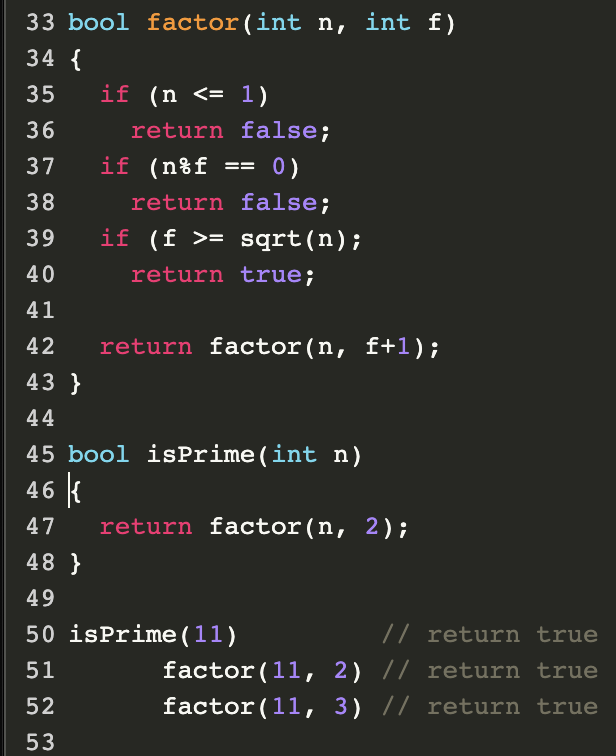 33 bool factor(int n, int f)
34 {
35   if (n <= 1)
36     return false;
37   if (n%f == 0)
38     return false;
39   if (f >= sqrt(n);
40     return true;
41
42   return factor(n, f+1);
43 }
44
45 bool isPrime(int n)
46 {
47   return factor(n, 2);
48 }
49
50 isPrime(11)         // return true
51       factor(11, 2) // return true
52       factor(11, 3) // return true
53